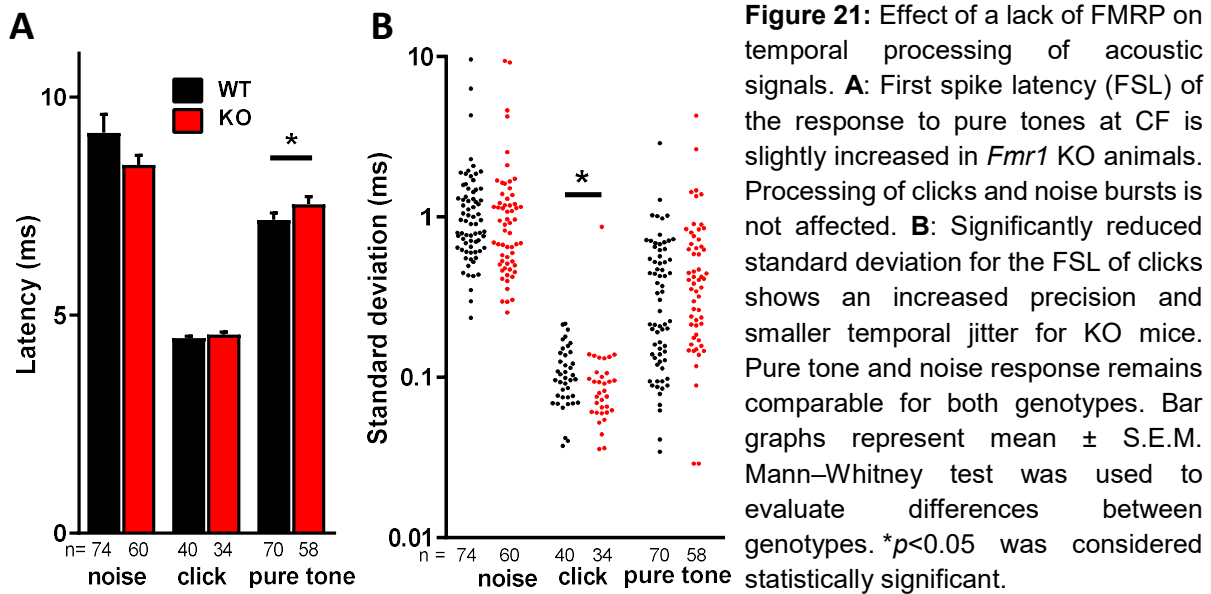 A
Latency (ms)
10
5
0
WT
KO
*
n= 74 60 40 34 70 58
noise click pure tone
B
Standard deviation (ms)
10
1
0.1
0.01
*
n = 74 60 40 34 70 58
noise click pure tone
Figure 21: Effect of a lack of FMRP on
temporal processing of acoustic
signals. A: First spike latency (FSL) of
the response to pure tones at CF is
slightly increased in Fmr1 KO animals.
Processing of clicks and noise bursts is
not affected. B: Significantly reduced
standard deviation for the FSL of clicks
shows an increased precision and
smaller temporal jitter for KO mice.
Pure tone and noise response remains
comparable for both genotypes. Bar
graphs represent mean ± S.E.M.
Mann–Whitney test was used to
evaluate differences between
genotypes. *p<0.05 was considered
statistically significant.